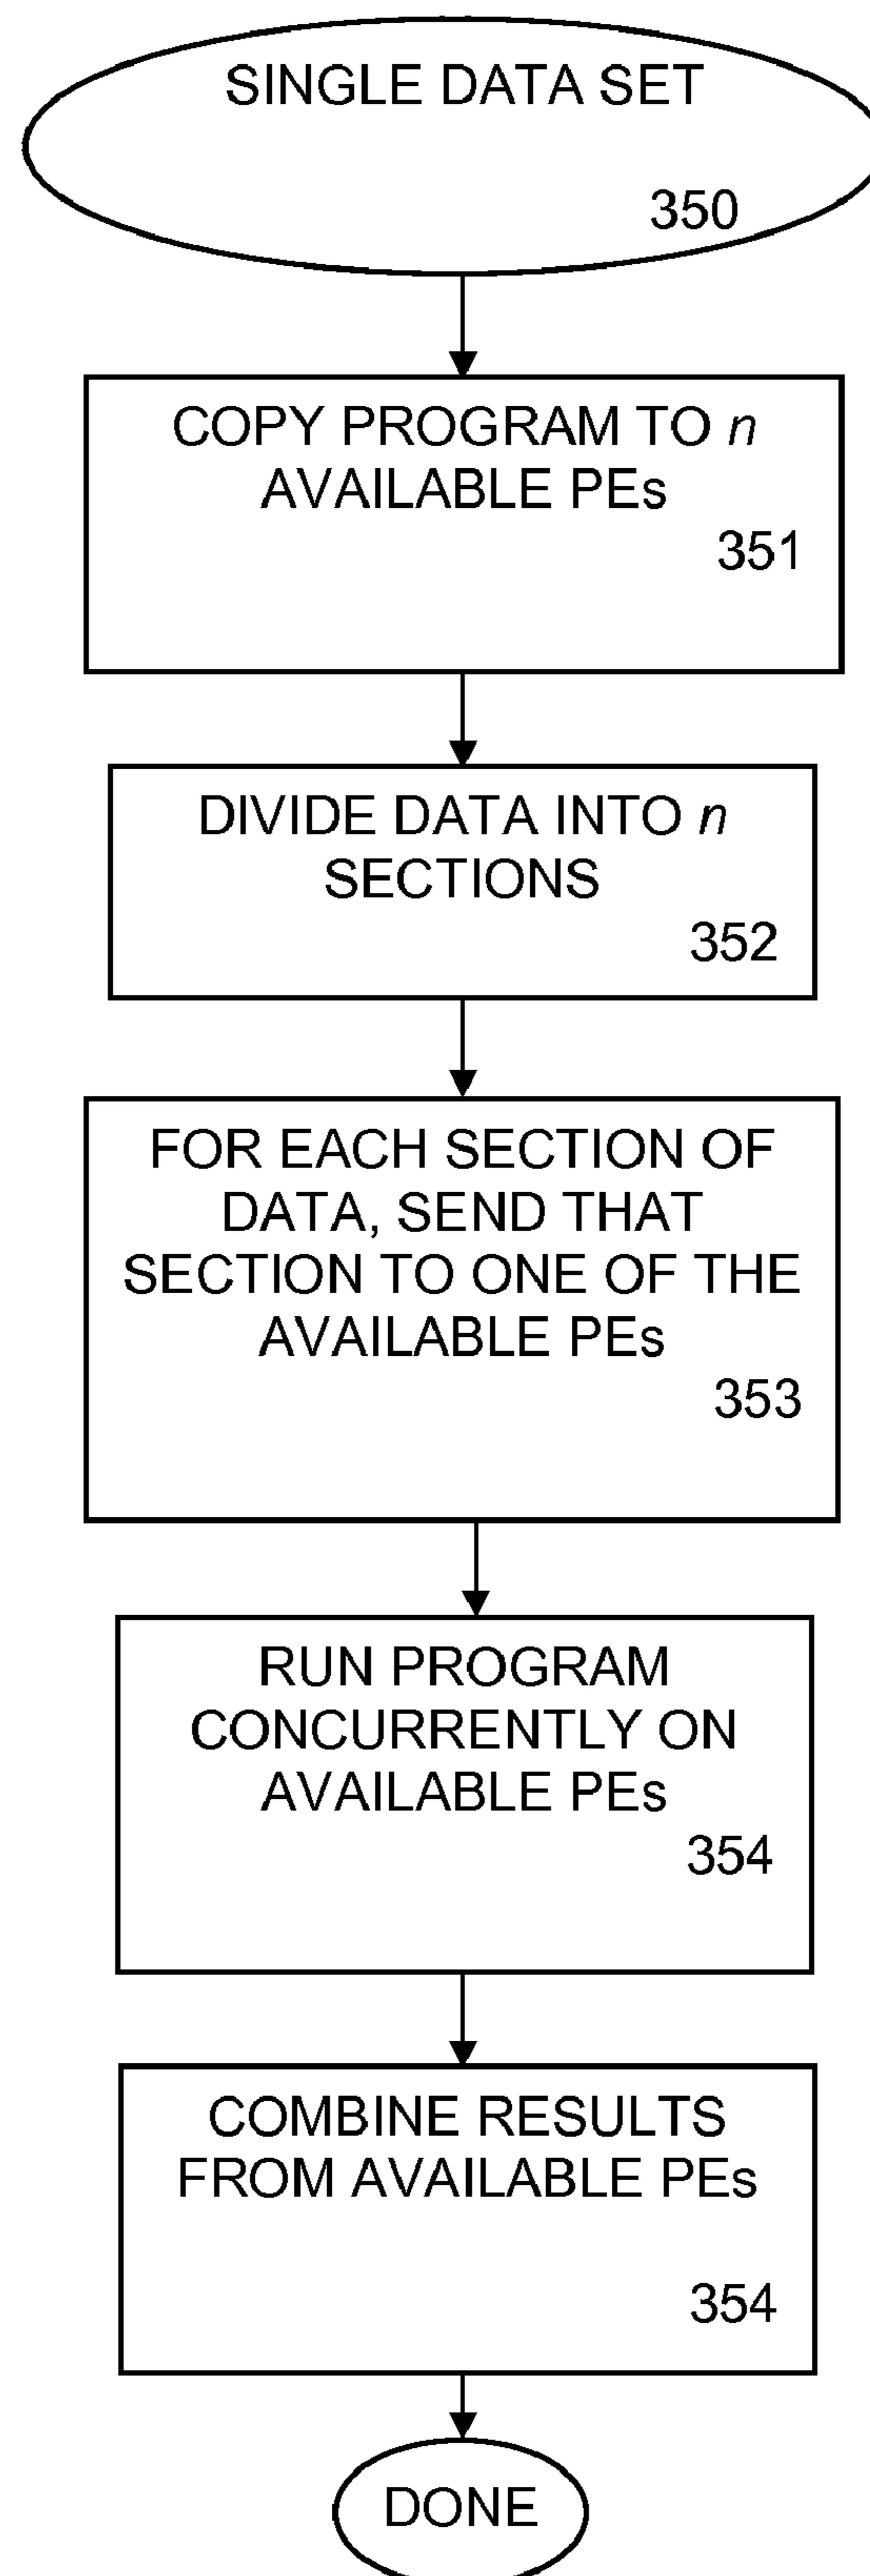 SINGLE DATA SET
350
COPY PROGRAM TO n
AVAILABLE PEs
351
DIVIDE DATA INTO n
SECTIONS
352
FOR EACH SECTION OF
DATA, SEND THAT
SECTION TO ONE OF THE
AVAILABLE PEs
353
RUN PROGRAM
CONCURRENTLY ON
AVAILABLE PEs
354
COMBINE RESULTS
FROM AVAILABLE PEs
354
DONE